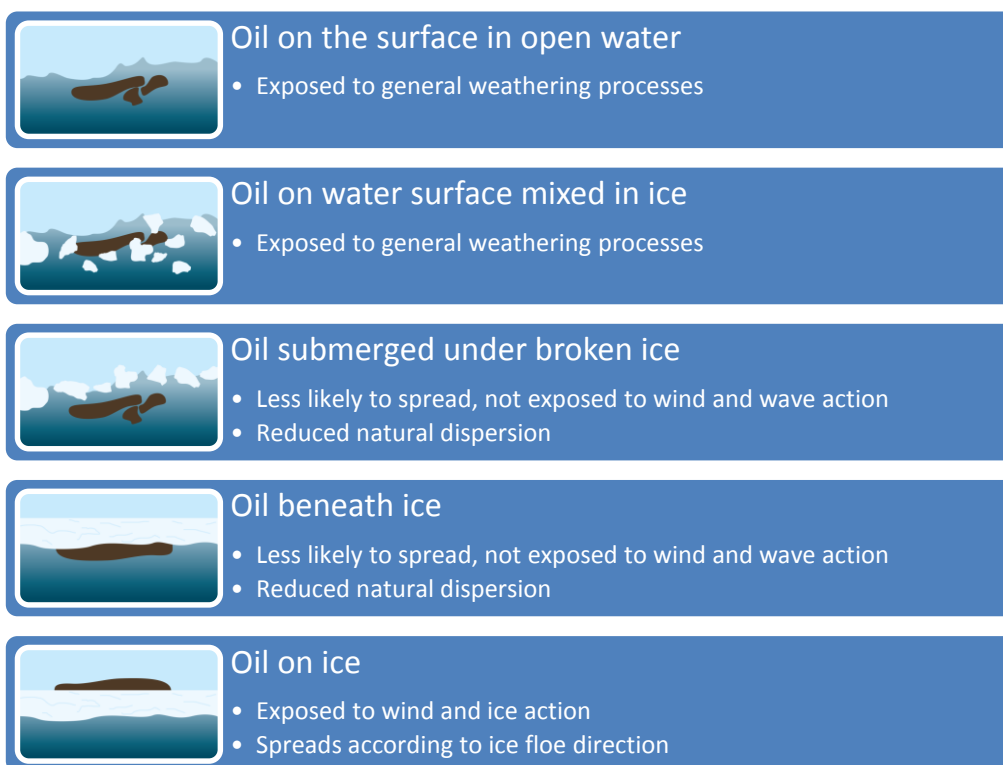 Oil on the surface in open water
• Exposed to general weathering processes
Oil on water surface mixed in ice
• Exposed to general weathering processes
Oil submerged under broken ice
• Less likely to spread, not exposed to wind and wave action
• Reduced natural dispersion
Oil beneath ice
• Less likely to spread, not exposed to wind and wave action
• Reduced natural dispersion
Oil on ice
• Exposed to wind and ice action
• Spreads according to ice floe direction